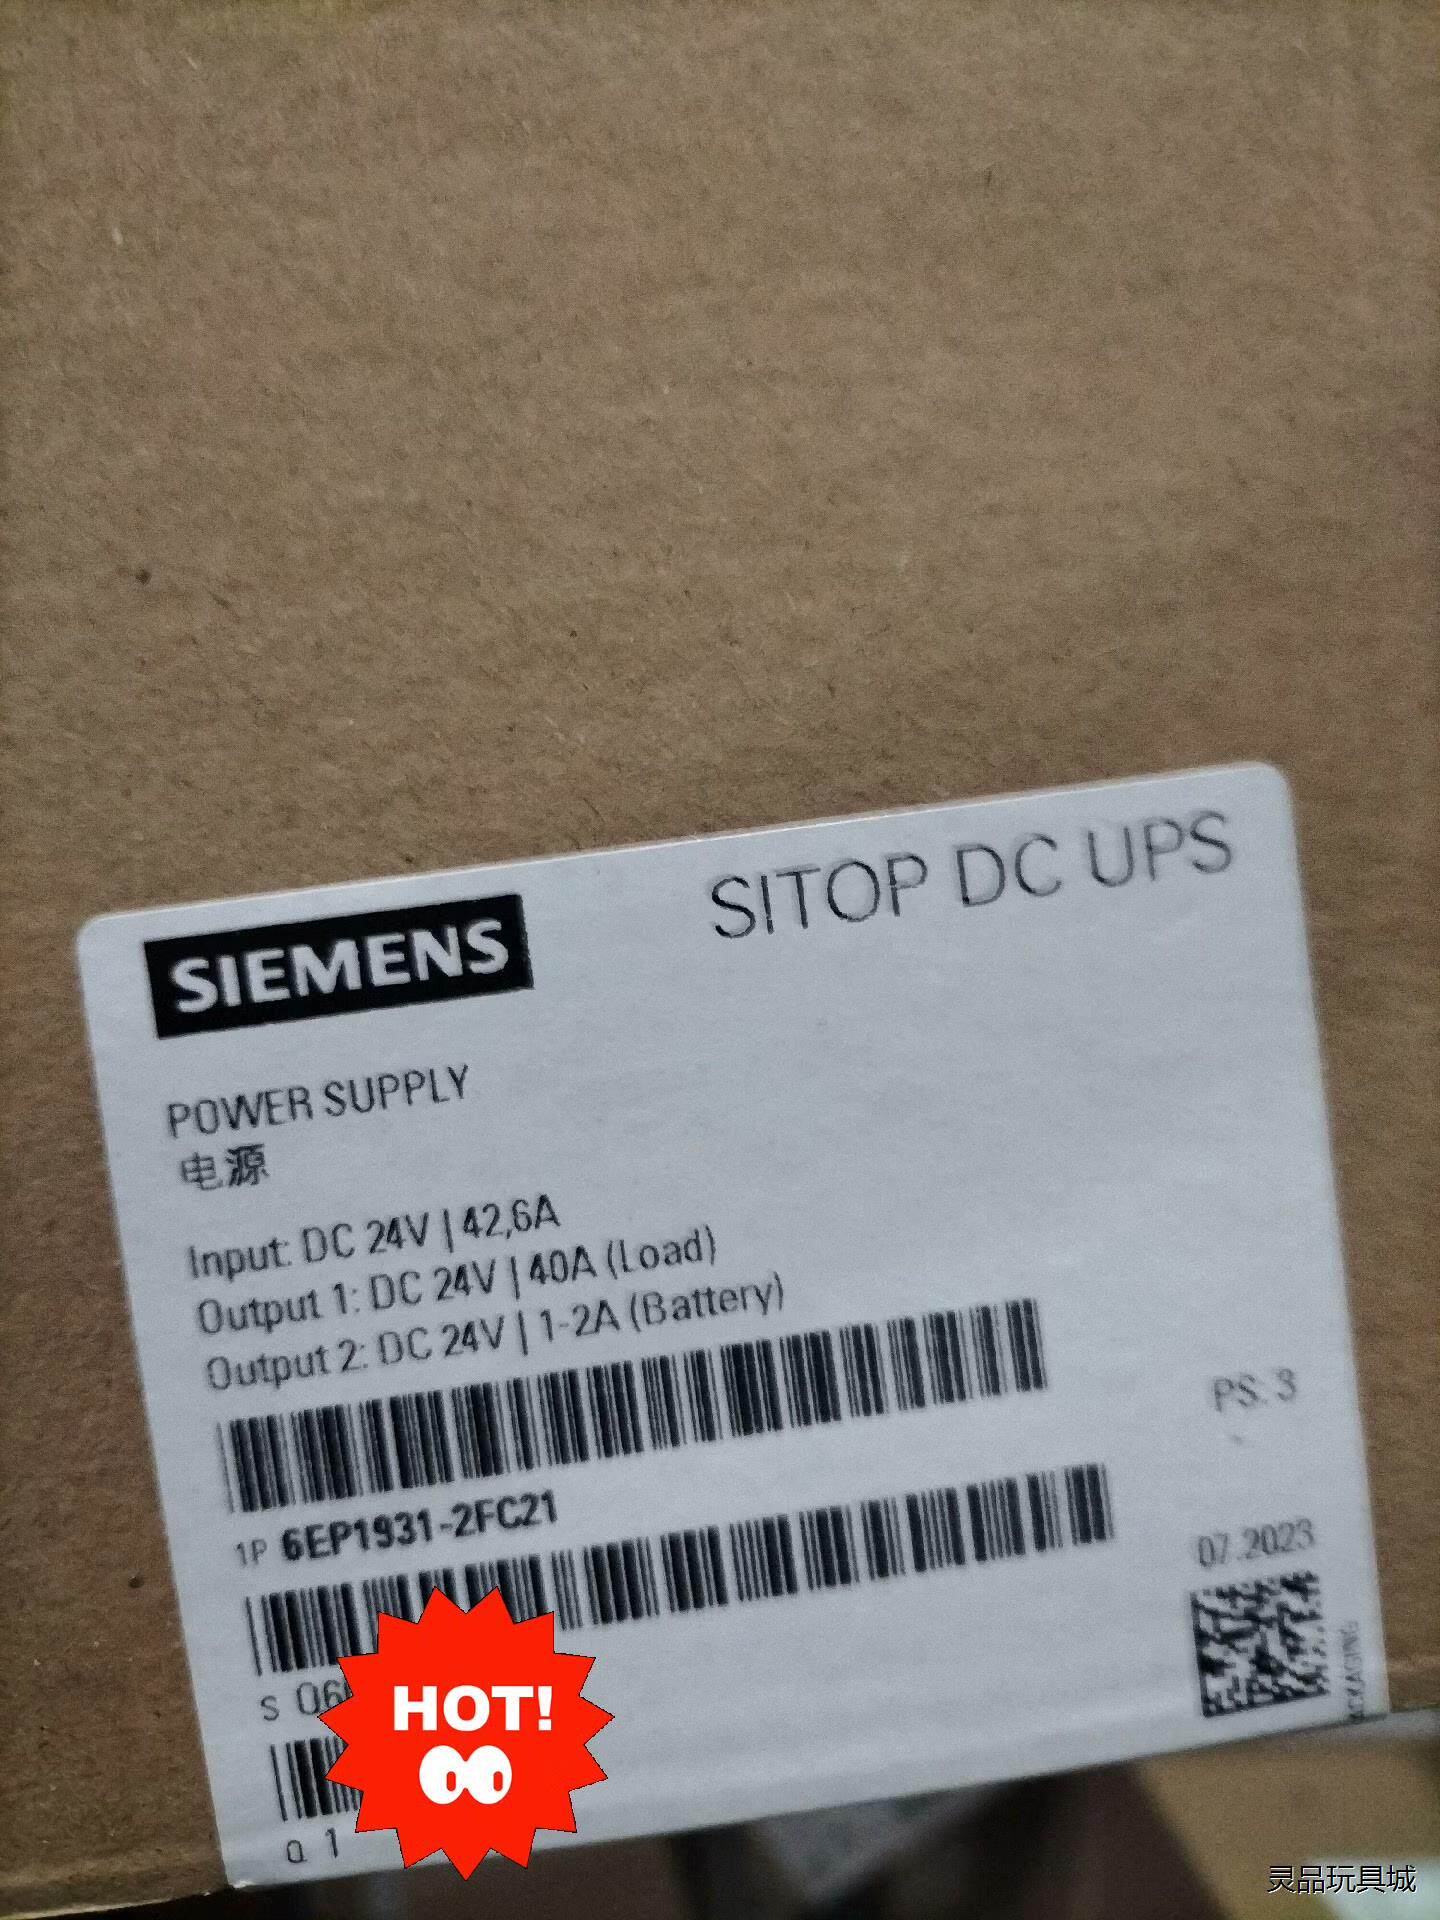 SIEMENS
SITOP DC UPS
POWER SUPPLY
电源
Input: DC 24V | 42,6A
Output 1: DC 24V | 40A (Load)
Output 2: DC 24V | 1-2A (Battery)
PS: 3
1P 6EP1931-2FC21
07.2023
S
HOT!
Q 1
灵品玩具城